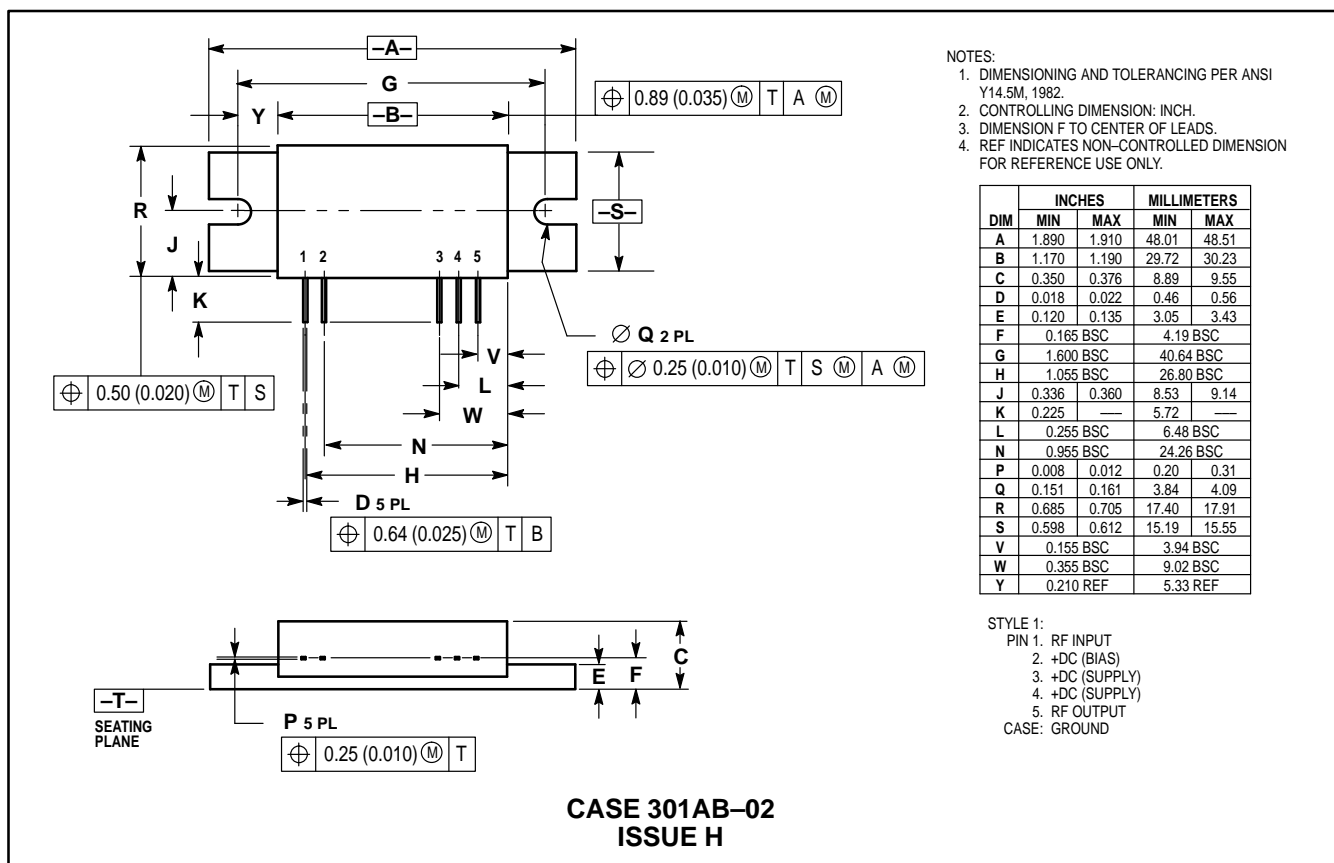 –A–
G
⌖ 0.89 (0.035) Ⓜ T A Ⓜ
Y
–B–
R
–S–
J
1 2 3 4 5
K
∅ Q 2 PL
V
⌖ ∅ 0.25 (0.010) Ⓜ T S Ⓜ A Ⓜ
⌖ 0.50 (0.020) Ⓜ T S
L
W
N
H
D 5 PL
⌖ 0.64 (0.025) Ⓜ T B
C
E
F
–T–
SEATING
PLANE
P 5 PL
⌖ 0.25 (0.010) Ⓜ T
NOTES:
1. DIMENSIONING AND TOLERANCING PER ANSI
Y14.5M, 1982.
2. CONTROLLING DIMENSION: INCH.
3. DIMENSION F TO CENTER OF LEADS.
4. REF INDICATES NON–CONTROLLED DIMENSION
FOR REFERENCE USE ONLY.
INCHES MILLIMETERS
DIM MIN MAX MIN MAX
A 1.890 1.910 48.01 48.51
B 1.170 1.190 29.72 30.23
C 0.350 0.376 8.89 9.55
D 0.018 0.022 0.46 0.56
E 0.120 0.135 3.05 3.43
F 0.165 BSC 4.19 BSC
G 1.600 BSC 40.64 BSC
H 1.055 BSC 26.80 BSC
J 0.336 0.360 8.53 9.14
K 0.225 ––– 5.72 –––
L 0.255 BSC 6.48 BSC
N 0.955 BSC 24.26 BSC
P 0.008 0.012 0.20 0.31
Q 0.151 0.161 3.84 4.09
R 0.685 0.705 17.40 17.91
S 0.598 0.612 15.19 15.55
V 0.155 BSC 3.94 BSC
W 0.355 BSC 9.02 BSC
Y 0.210 REF 5.33 REF
STYLE 1:
PIN 1. RF INPUT
2. +DC (BIAS)
3. +DC (SUPPLY)
4. +DC (SUPPLY)
5. RF OUTPUT
CASE: GROUND
CASE 301AB–02
ISSUE H